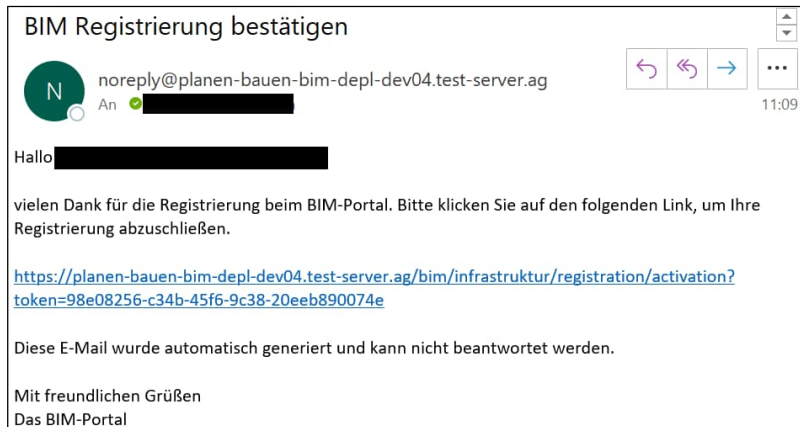 BIM Registrierung bestätigen
N
noreply@planen-bauen-bim-depl-dev04.test-server.ag
An
11:09
Hallo
vielen Dank für die Registrierung beim BIM-Portal. Bitte klicken Sie auf den folgenden Link, um Ihre
Registrierung abzuschließen.
https://planen-bauen-bim-depl-dev04.test-server.ag/bim/infrastruktur/registration/activation?
token=98e08256-c34b-45f6-9c38-20eeb890074e
Diese E-Mail wurde automatisch generiert und kann nicht beantwortet werden.
Mit freundlichen Grüßen
Das BIM-Portal